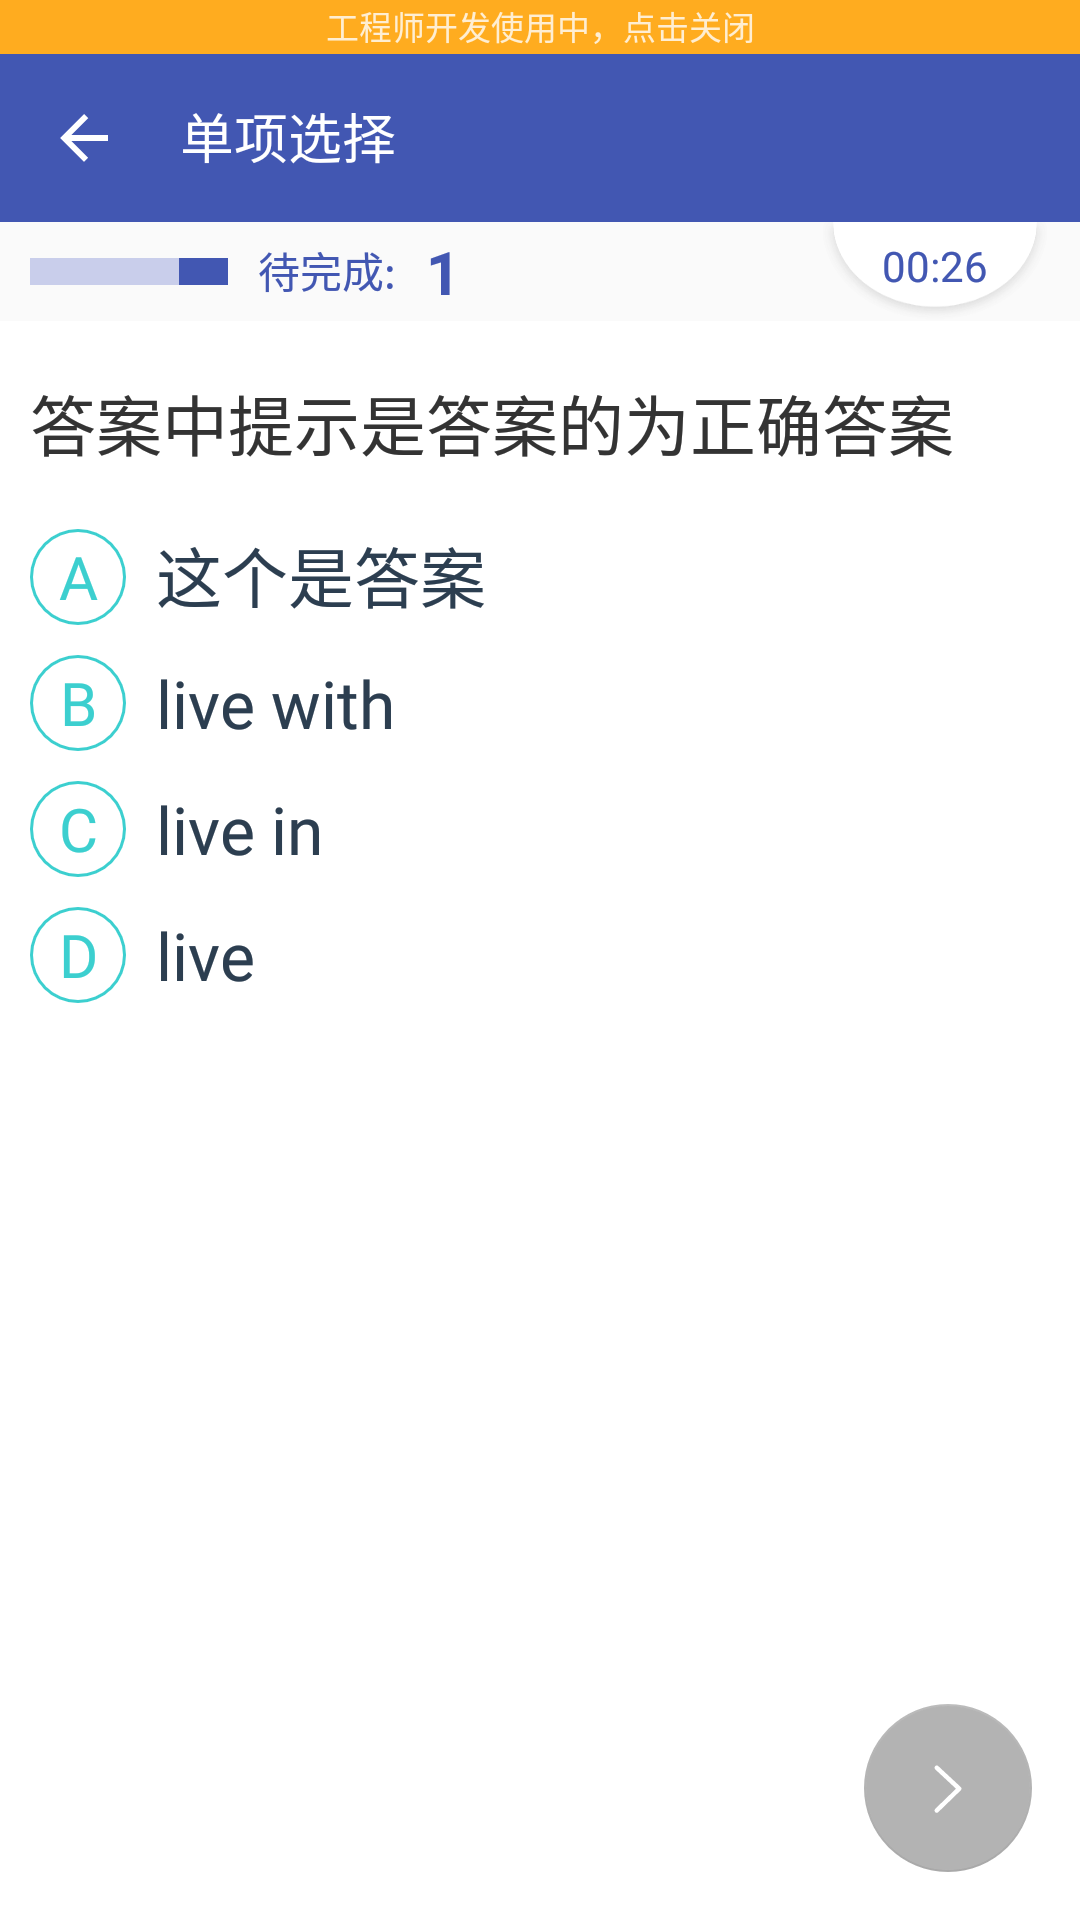 工程师开发使用中，点击关闭
单项选择
待完成: 1
00:26
答案中提示是答案的为正确答案
A 这个是答案
B live with
C live in
D live